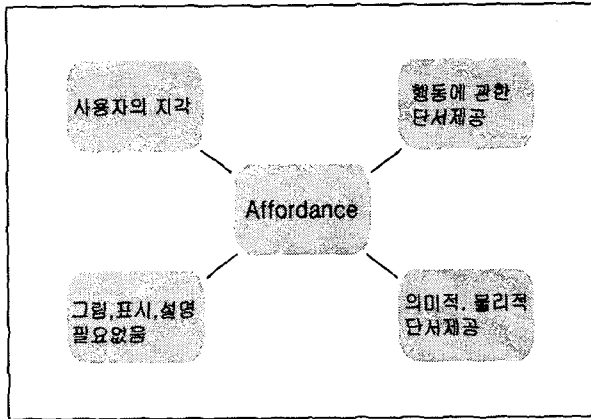 사용자의 지각
행동에 관한
단서제공
Affordance
그림,표시,설명
필요없음
의미적. 물리적
단서제공